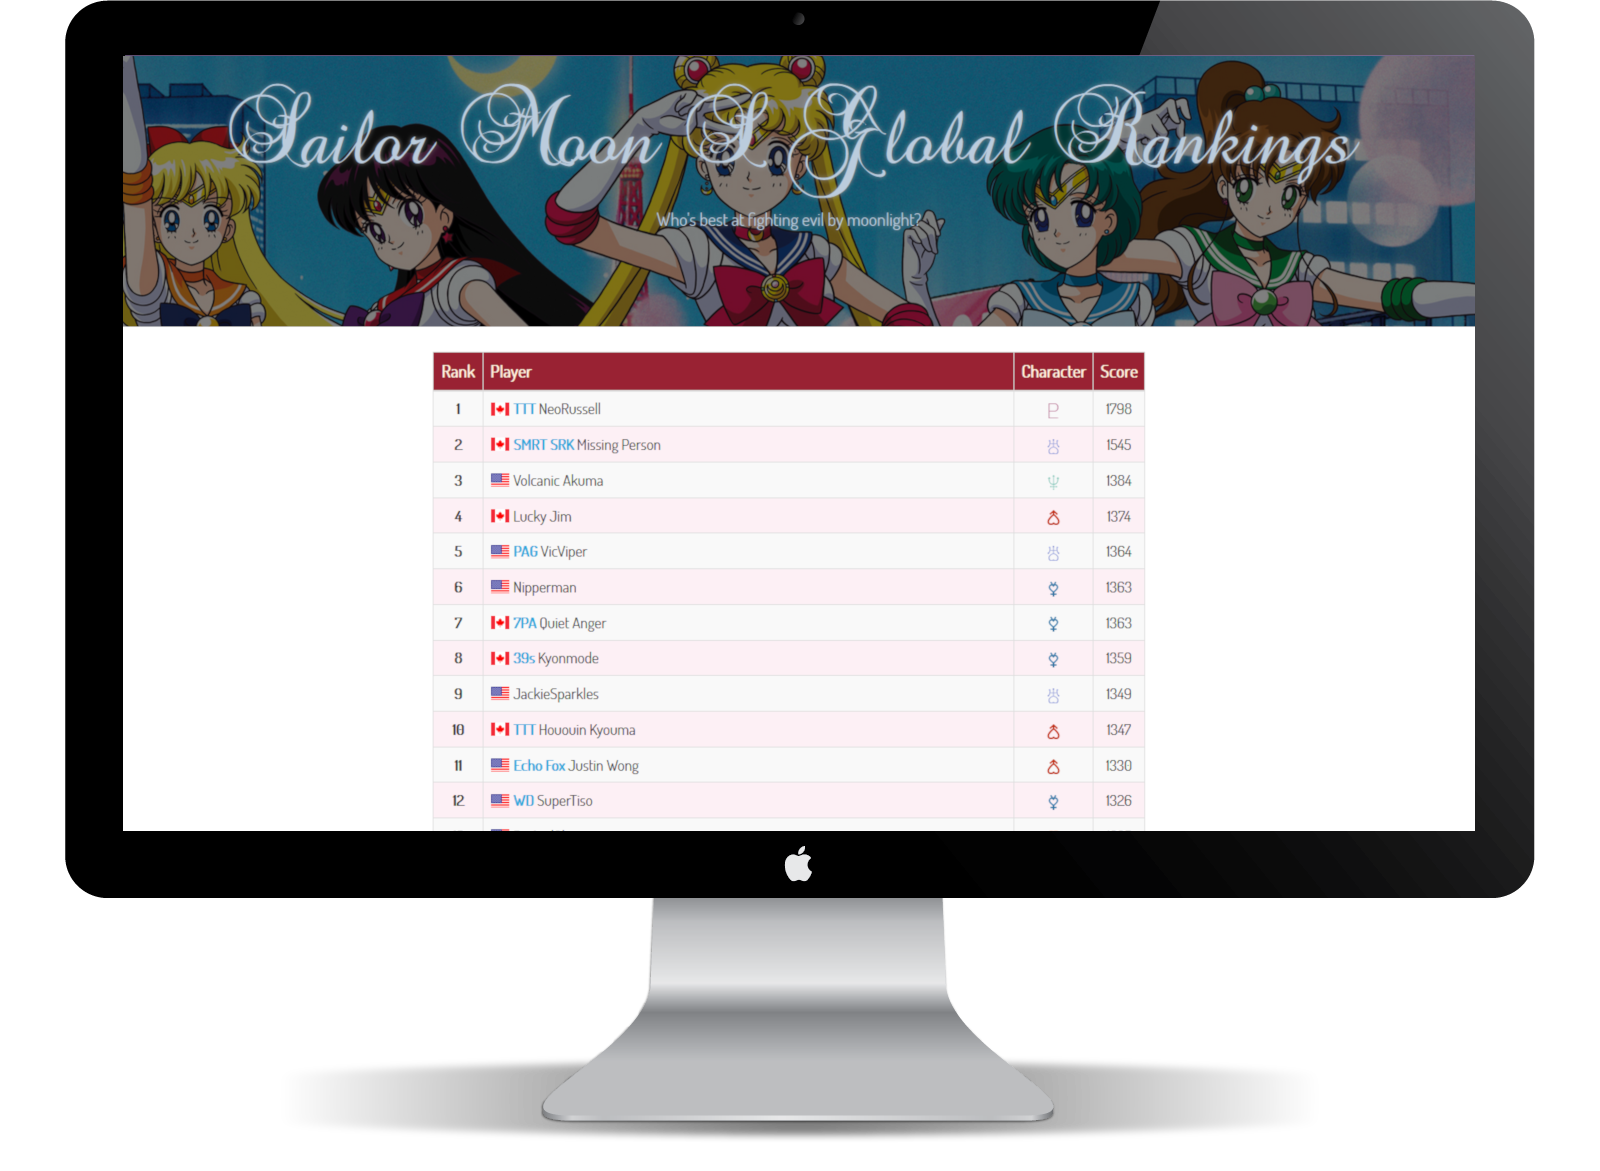 Sailor Moon S Global Rankings
Who's best at fighting evil by moonlight?
Rank Player Character Score
1 TTT NeoRussell 1798
2 SMRT SRK Missing Person 1545
3 Volcanic Akuma 1384
4 Lucky Jim 1374
5 PAG VicViper 1364
6 Nipperman 1363
7 7PA Quiet Anger 1363
8 39s Kyonmode 1359
9 JackieSparkles 1349
10 TTT Hououin Kyouma 1347
11 Echo Fox Justin Wong 1330
12 WD SuperTiso 1326